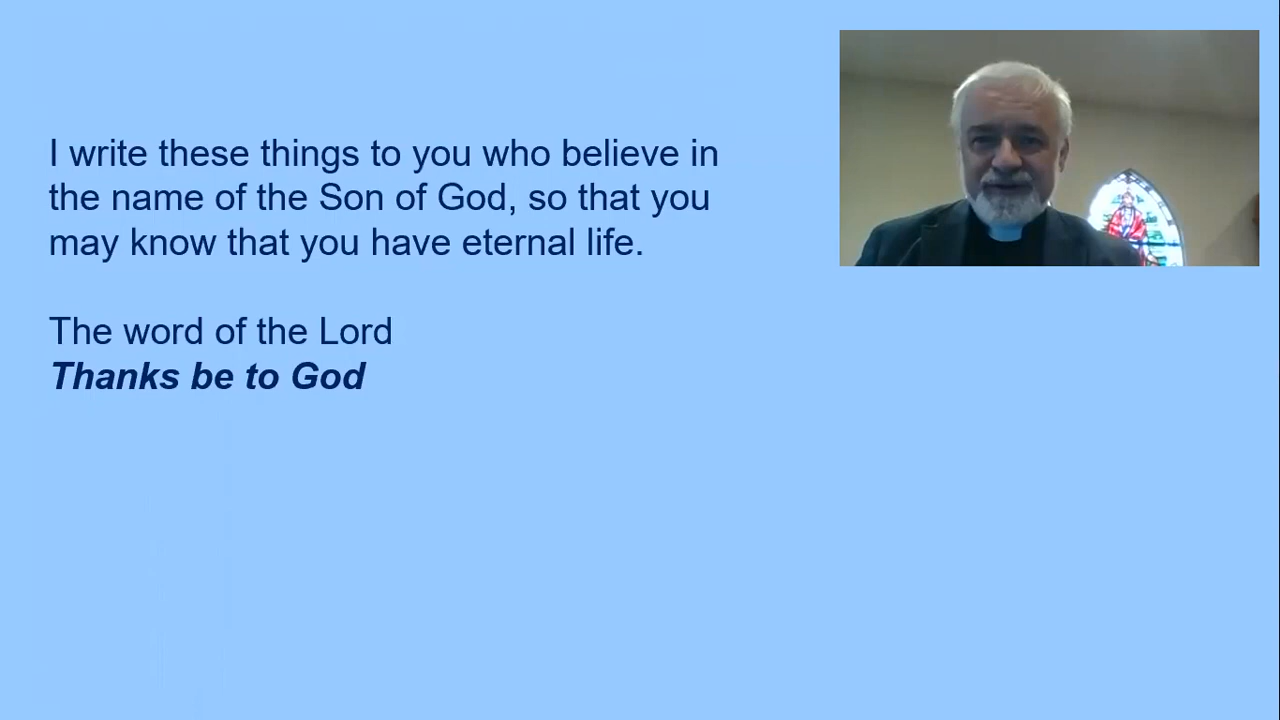 I write these things to you who believe in
the name of the Son of God, so that you
may know that you have eternal life.
The word of the Lord
Thanks be to God